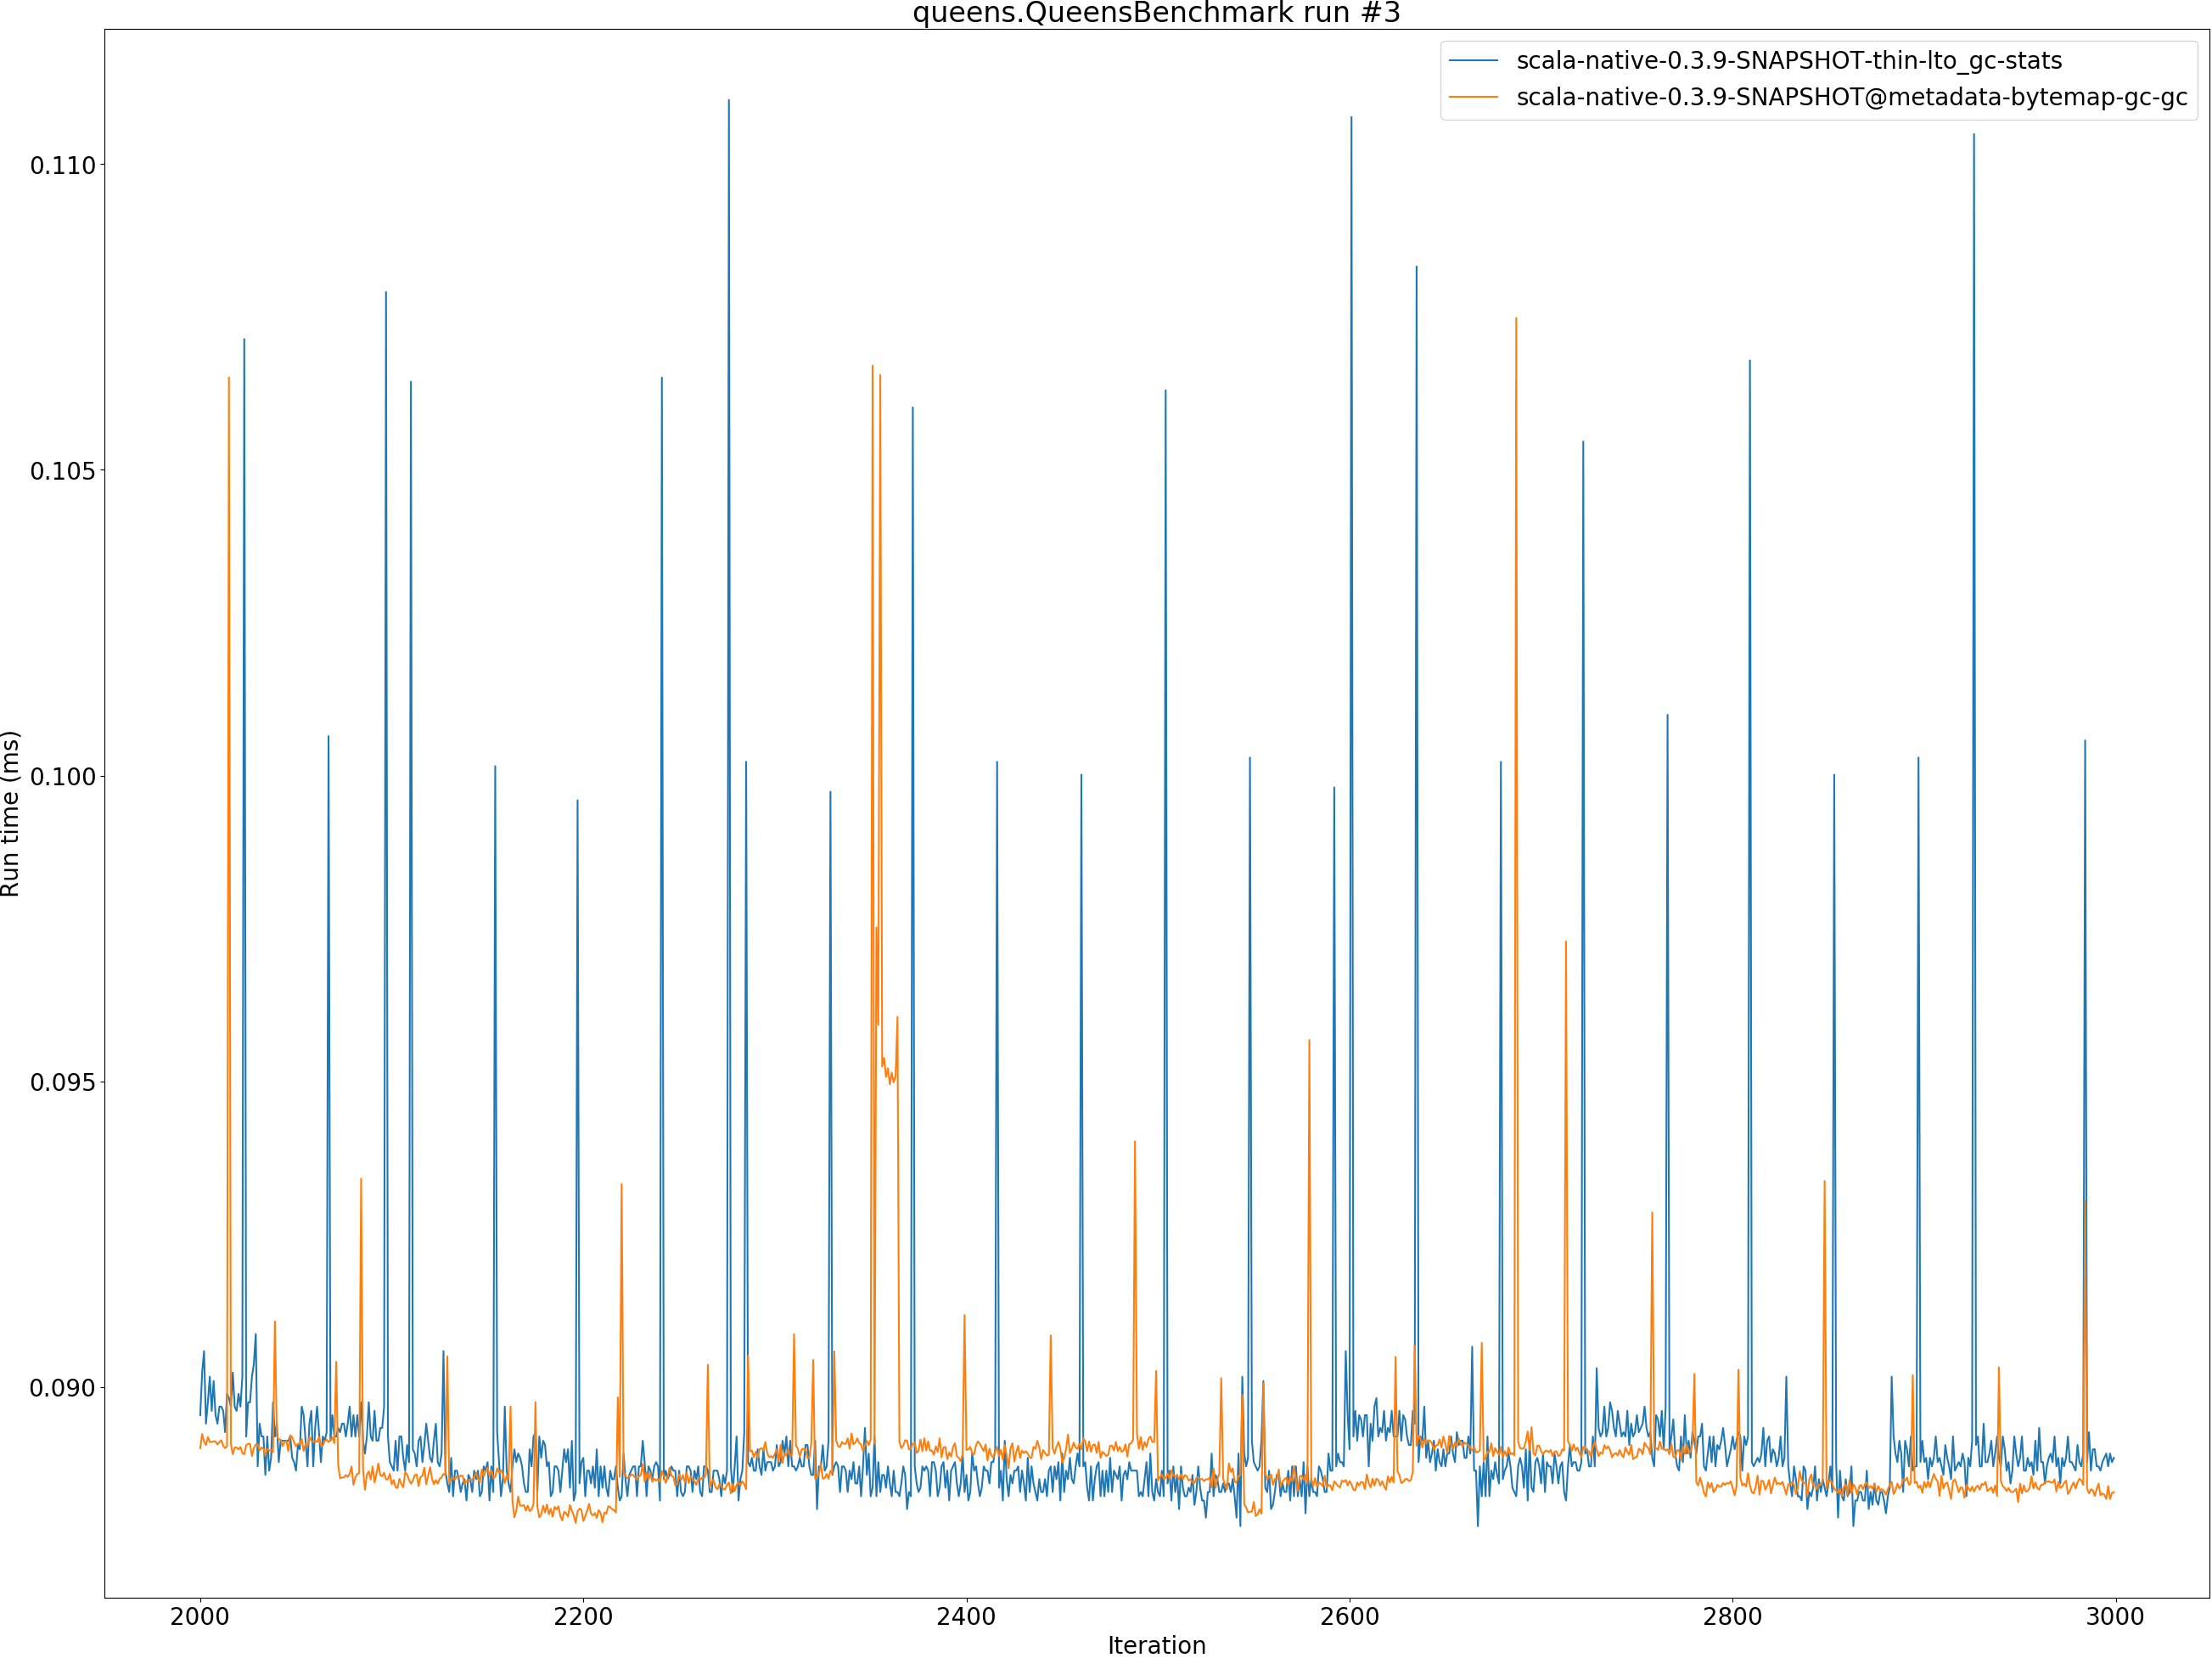 queens.QueensBenchmark run #3
scala-native-0.3.9-SNAPSHOT-thin-lto_gc-stats
scala-native-0.3.9-SNAPSHOT@metadata-bytemap-gc-gc
0.110
0.105
0.100
0.095
0.090
Run time (ms)
2000 2200 2400 2600 2800 3000
Iteration